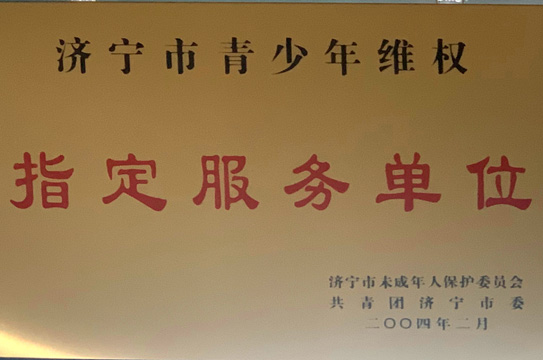 济宁市青少年维权
指定服务单位
济宁市未成年人保护委员会
共青团济宁市委
二〇〇四年二月